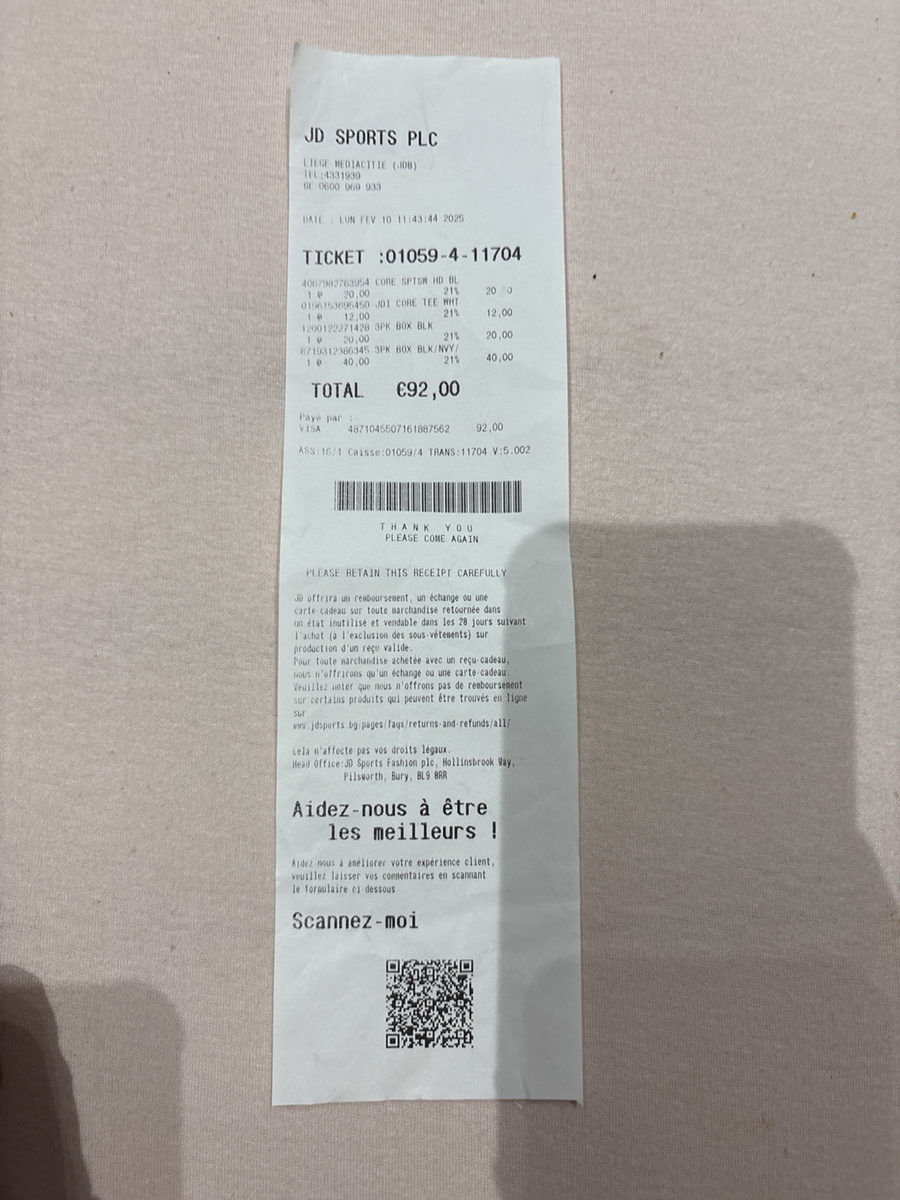 JD SPORTS PLC
LIEGE MEDIACITIE (JDB)
TEL:4331939
BE 0600 969 933
DATE : LUN FEV 10 11:43:44 2025
TICKET :01059-4-11704
4067982763954 CORE SPTSW HD BL
1 @ 20,00 21%
0196153695450 JD1 CORE TEE WHT
1 @ 12,00 21% 12,00
1200122271428 3PK BOX BLK
1 @ 20,00 21% 20,00
8719312386345 3PK BOX BLK/NVY/
1 @ 40,00 21% 40,00
TOTAL €92,00
Payé par :
VISA 4871045507161887562 92,00
ASS:16/1 Caisse:01059/4 TRANS:11704 V:5.002
THANK YOU
PLEASE COME AGAIN
PLEASE RETAIN THIS RECEIPT CAREFULLY
JD offrira un remboursement, un échange ou une
carte-cadeau sur toute marchandise retournée dans
un état inutilisé et vendable dans les 28 jours suivant
l'achat (à l'exclusion des sous-vêtements) sur
production d'un reçu valide.
Pour toute marchandise achetée avec un reçu-cadeau,
nous n'offrirons qu'un échange ou une carte-cadeau.
Veuillez noter que nous n'offrons pas de remboursement
sur certains produits qui peuvent être trouvés en ligne
sur
www.jdsports.bg/pages/faqs/returns-and-refunds/all/
Cela n'affecte pas vos droits légaux.
Head Office:JD Sports Fashion plc, Hollinsbrook Way,
Pilsworth, Bury, BL9 8RR
Aidez-nous à être
les meilleurs !
Aidez-nous à améliorer votre expérience client,
veuillez laisser vos commentaires en scannant
le formulaire ci-dessous
Scannez-moi